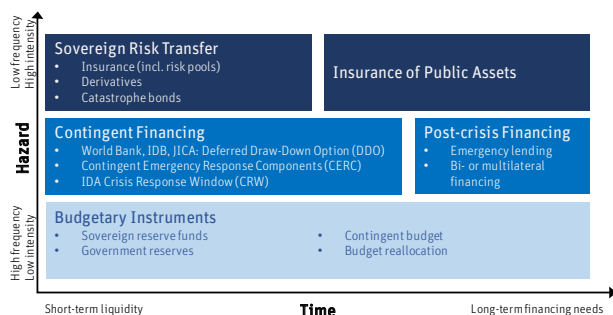 Low frequency
High intensity
Sovereign Risk Transfer
• Insurance (incl. risk pools)
• Derivatives
• Catastrophe bonds
Insurance of Public Assets
Hazard
Contingent Financing
• World Bank, IDB, JICA: Deferred Draw-Down Option (DDO)
• Contingent Emergency Response Components (CERC)
• IDA Crisis Response Window (CRW)
Post-crisis Financing
• Emergency lending
• Bi- or multilateral
financing
High frequency
Low intensity
Budgetary Instruments
• Sovereign reserve funds
• Government reserves
• Contingent budget
• Budget reallocation
Short-term liquidity
Time
Long-term financing needs